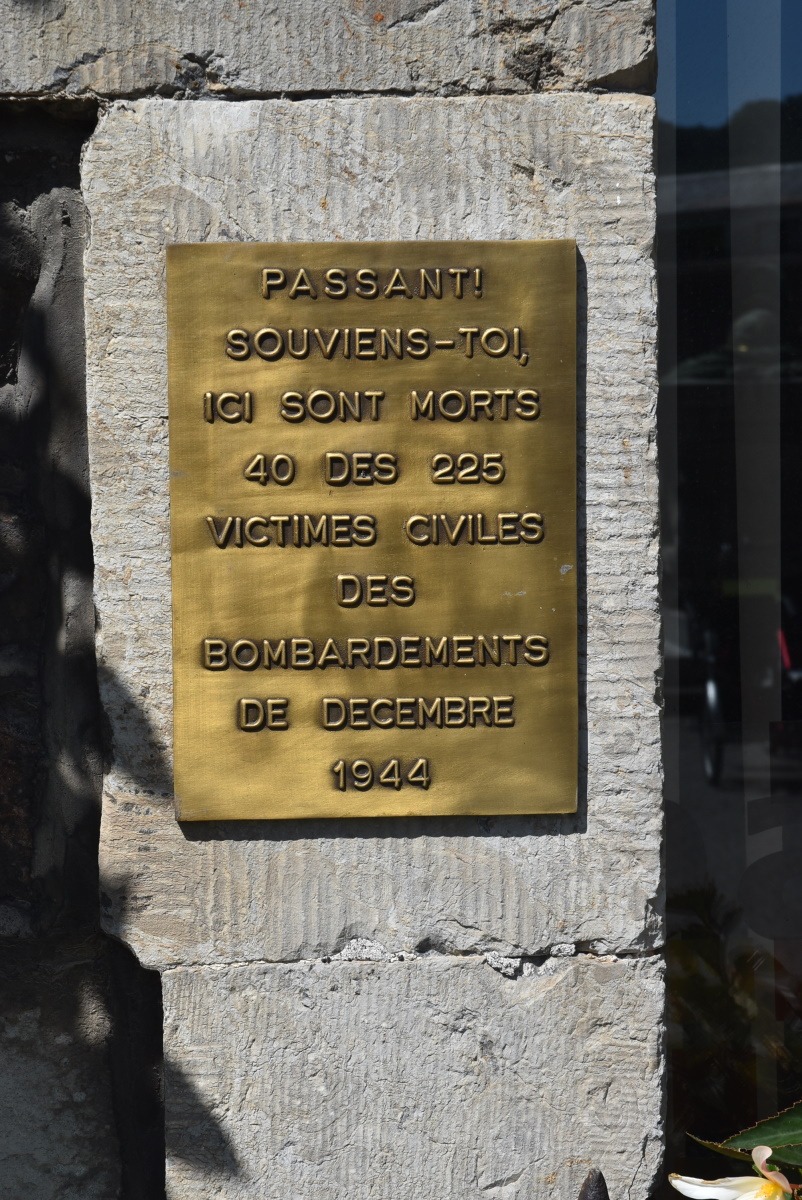 PASSANT!
SOUVIENS-TOI,
ICI SONT MORTS
40 DES 225
VICTIMES CIVILES
DES
BOMBARDEMENTS
DE DECEMBRE
1944